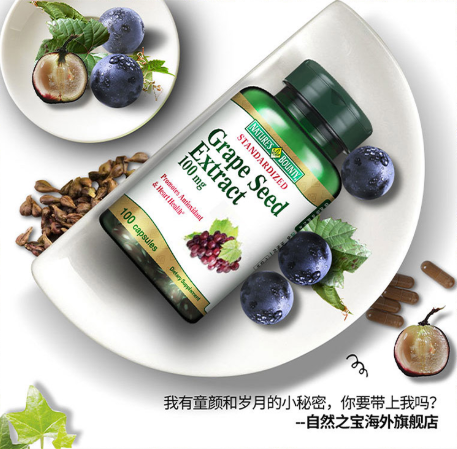 NATURE'S BOUNTY
STANDARDIZED
Grape Seed
Extract
100 mg
Promotes Antioxidant
& Heart Health*
100 capsules
Dietary Supplement
我有童颜和岁月的小秘密，你要带上我吗？
--自然之宝海外旗舰店